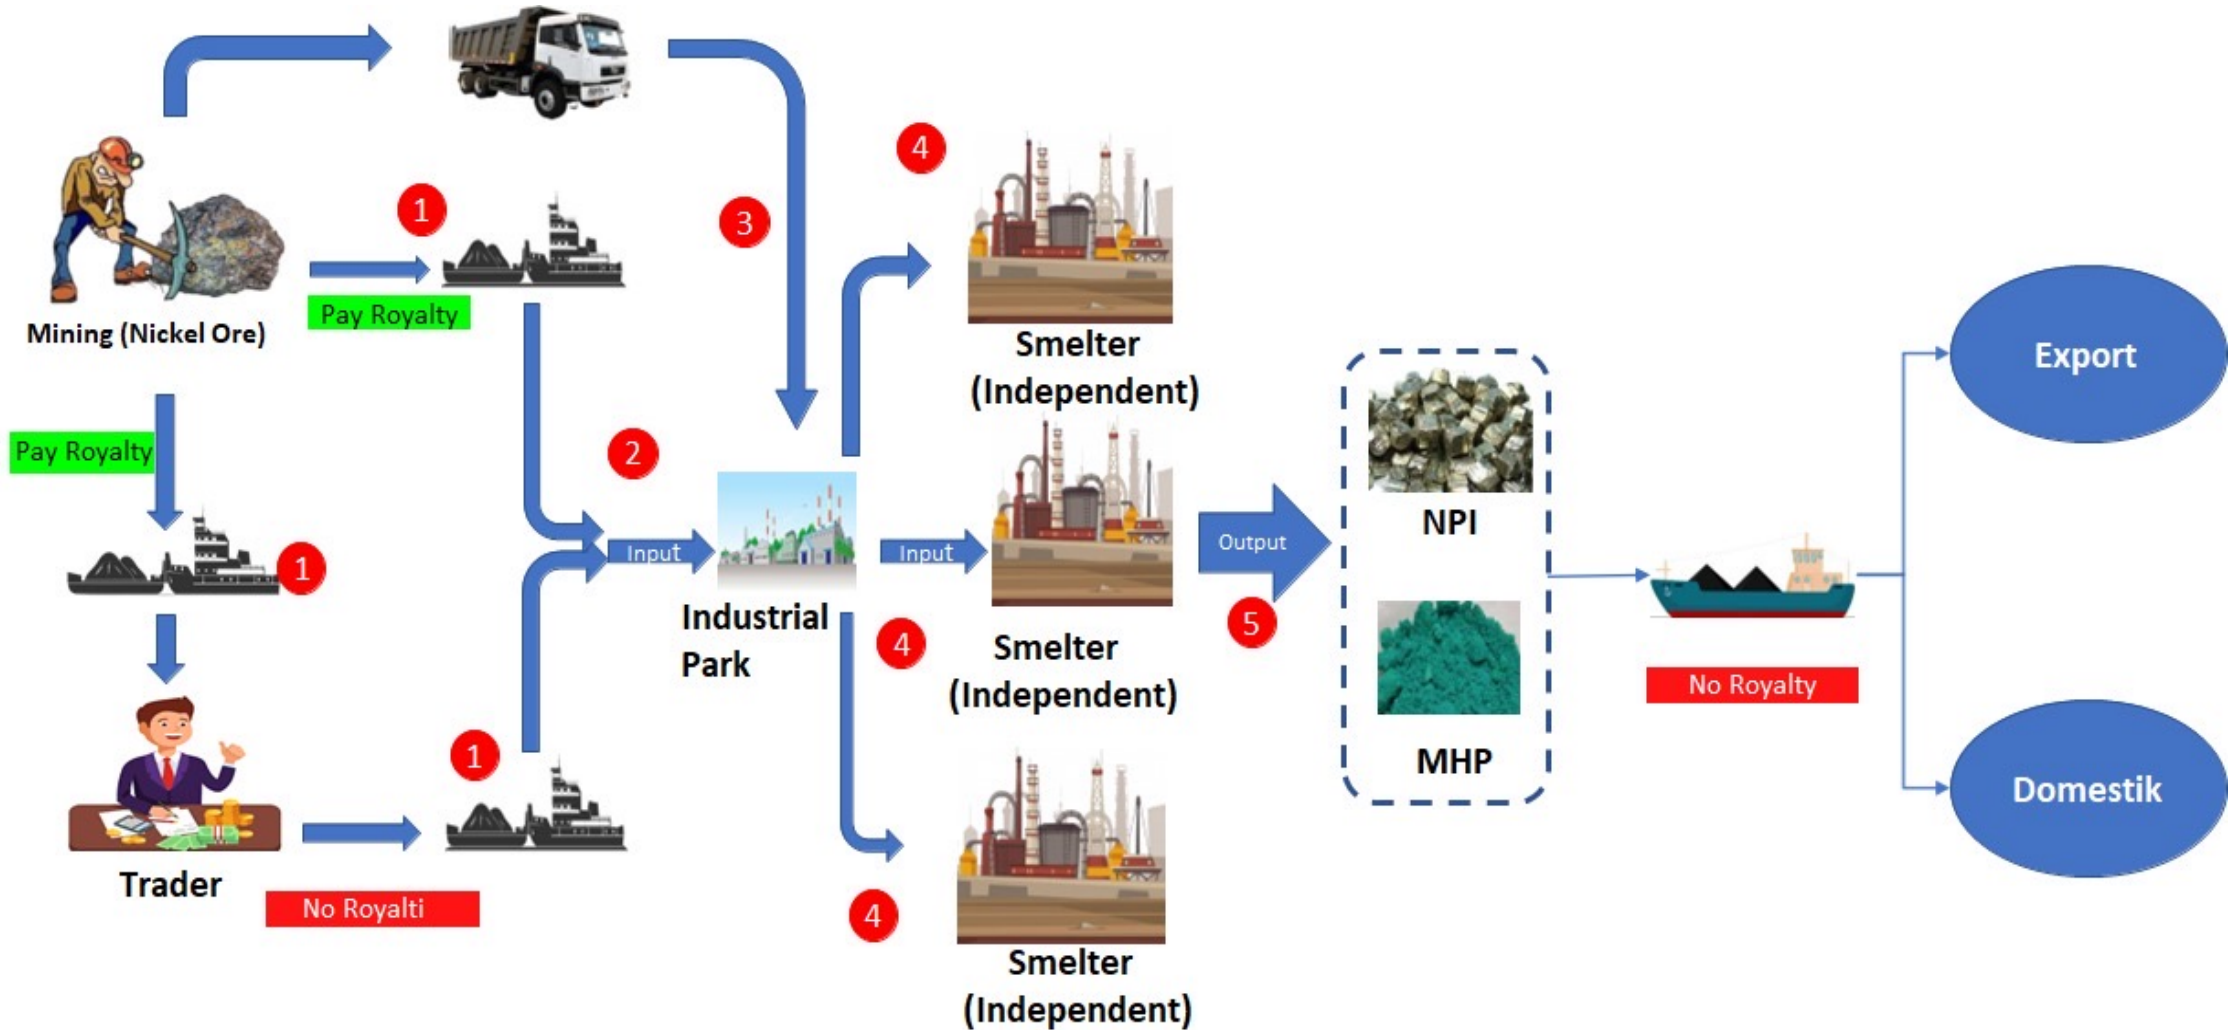 4
1
3
Pay Royalty
Mining (Nickel Ore)
Smelter
(Independent)
Export
Pay Royalty
2
NPI
Input
Input
Output
1
Industrial
Park
4
5
Smelter
(Independent)
No Royalty
1
MHP
Domestik
Trader
No Royalti
4
Smelter
(Independent)